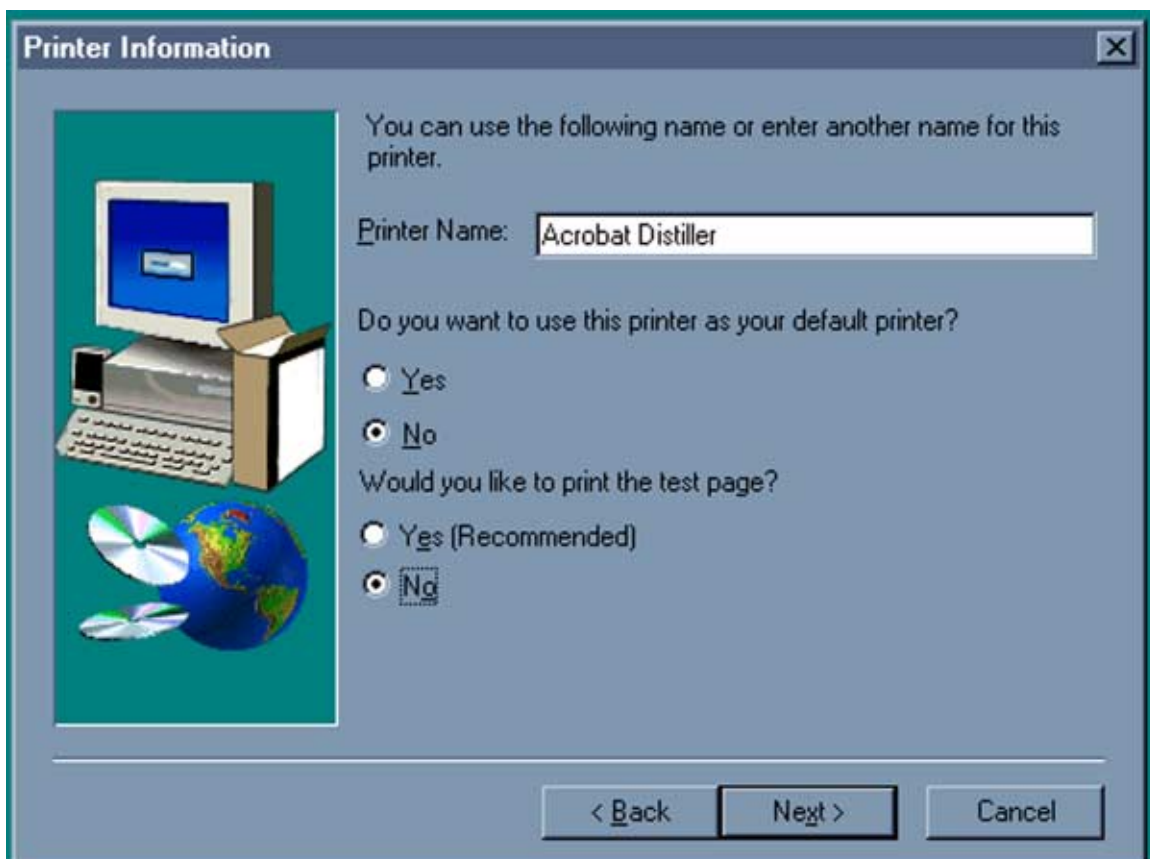 Printer Information
You can use the following name or enter another name for this
printer.
Printer Name: Acrobat Distiller
Do you want to use this printer as your default printer?
Yes
No
Would you like to print the test page?
Yes (Recommended)
No
< Back Next > Cancel